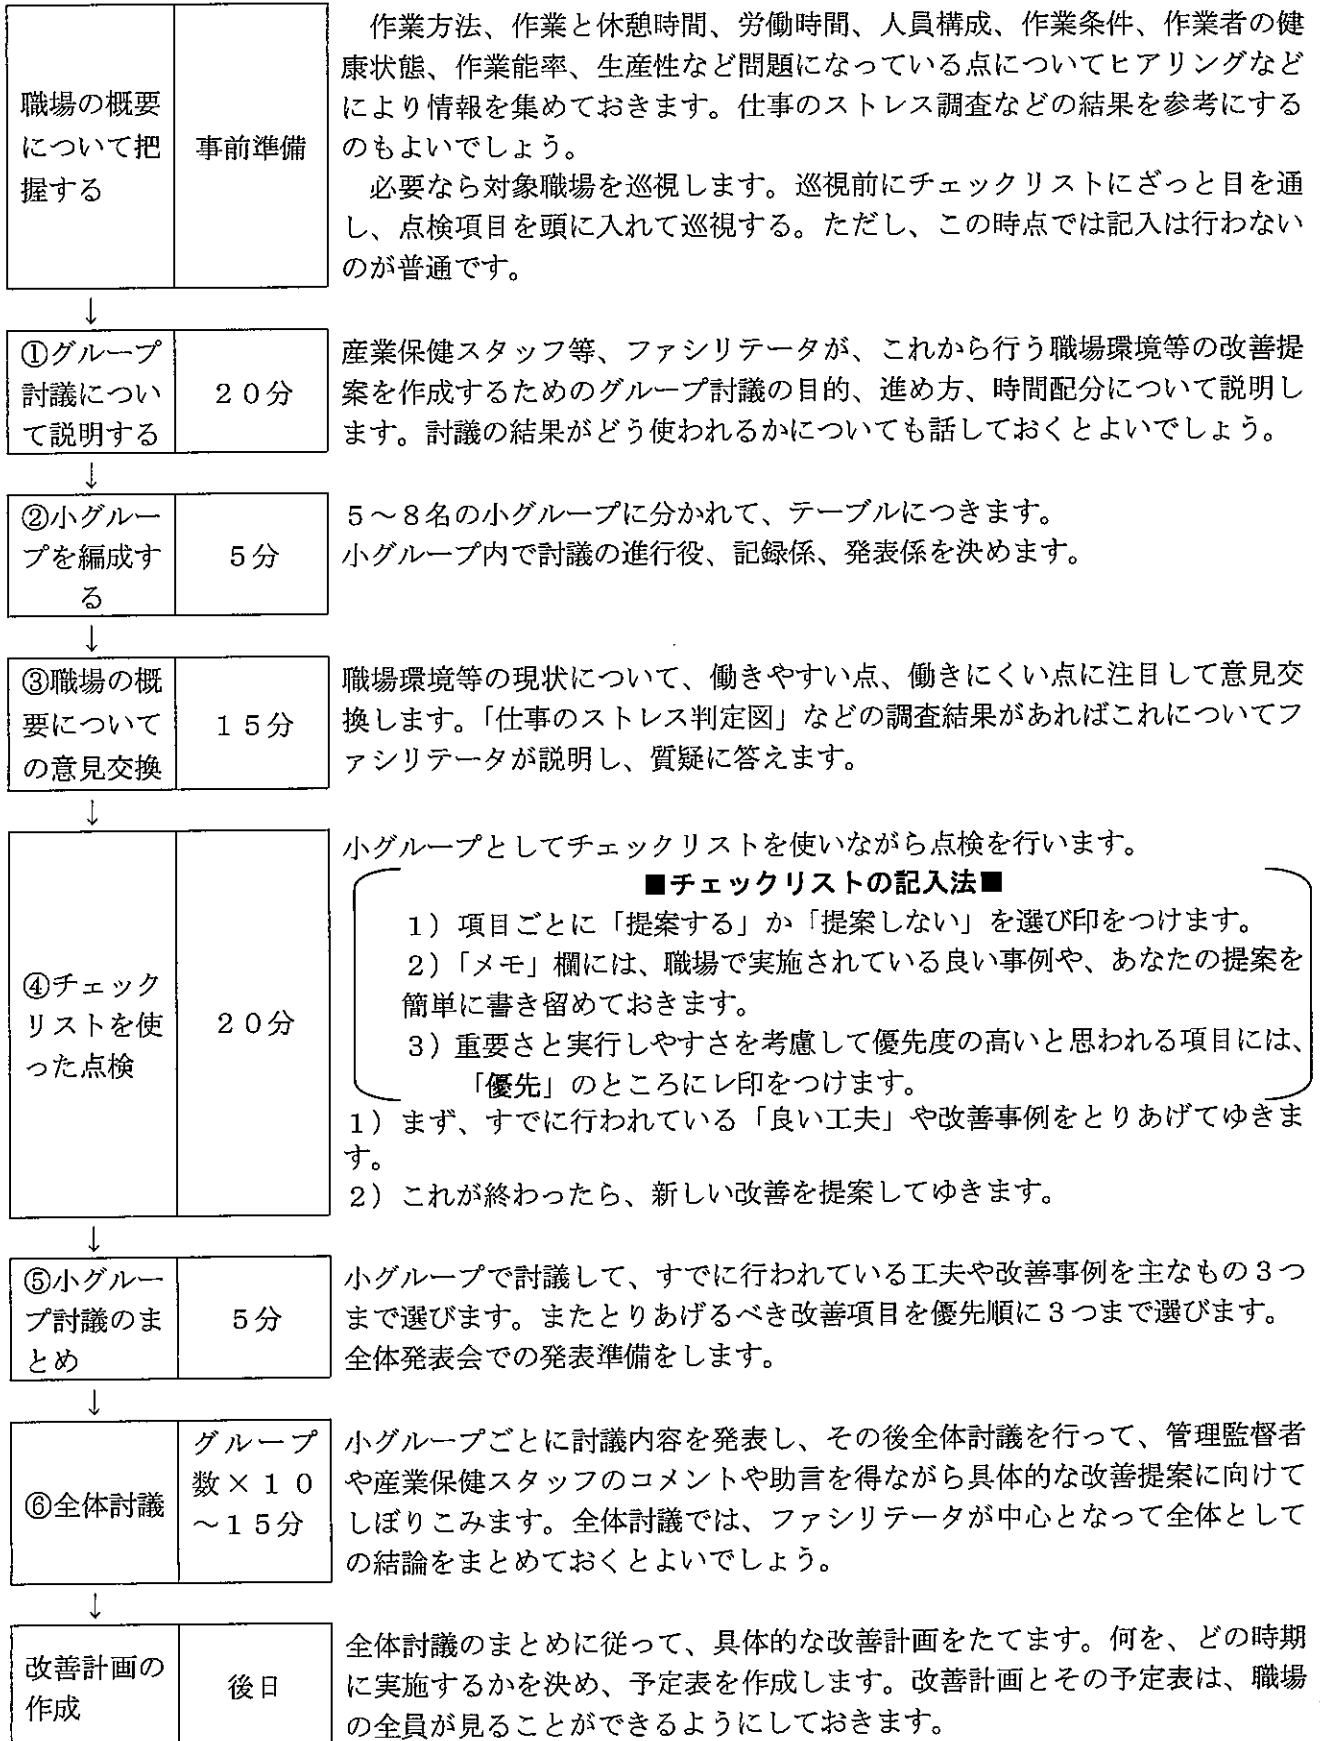 職場の概要
について把
握する
事前準備
作業方法、作業と休憩時間、労働時間、人員構成、作業条件、作業者の健
康状態、作業能率、生産性など問題になっている点についてヒアリングなど
により情報を集めておきます。仕事のストレス調査などの結果を参考にする
のもよいでしょう。
必要なら対象職場を巡視します。巡視前にチェックリストにざっと目を通
し、点検項目を頭に入れて巡視する。ただし、この時点では記入は行わない
のが普通です。
↓
①グループ
討議につい
て説明する
20分
産業保健スタッフ等、ファシリテータが、これから行う職場環境等の改善提
案を作成するためのグループ討議の目的、進め方、時間配分について説明し
ます。討議の結果がどう使われるかについても話しておくとよいでしょう。
↓
②小グルー
プを編成す
る
5分
5～8名の小グループに分かれて、テーブルにつきます。
小グループ内で討議の進行役、記録係、発表係を決めます。
↓
③職場の概
要について
の意見交換
15分
職場環境等の現状について、働きやすい点、働きにくい点に注目して意見交
換します。「仕事のストレス判定図」などの調査結果があればこれについてフ
ァシリテータが説明し、質疑に答えます。
↓
④チェック
リストを使
った点検
20分
小グループとしてチェックリストを使いながら点検を行います。
■チェックリストの記入法■
1）項目ごとに「提案する」か「提案しない」を選び印をつけます。
2）「メモ」欄には、職場で実施されている良い事例や、あなたの提案を
簡単に書き留めておきます。
3）重要さと実行しやすさを考慮して優先度の高いと思われる項目には、
「優先」のところにレ印をつけます。
1）まず、すでに行われている「良い工夫」や改善事例をとりあげてゆきま
す。
2）これが終わったら、新しい改善を提案してゆきます。
↓
⑤小グルー
プ討議のま
とめ
5分
小グループで討議して、すでに行われている工夫や改善事例を主なもの3つ
まで選びます。またとりあげるべき改善項目を優先順に3つまで選びます。
全体発表会での発表準備をします。
↓
⑥全体討議
グループ
数×10
～15分
小グループごとに討議内容を発表し、その後全体討議を行って、管理監督者
や産業保健スタッフのコメントや助言を得ながら具体的な改善提案に向けて
しぼりこみます。全体討議では、ファシリテータが中心となって全体として
の結論をまとめておくとよいでしょう。
↓
改善計画の
作成
後日
全体討議のまとめに従って、具体的な改善計画をたてます。何を、どの時期
に実施するかを決め、予定表を作成します。改善計画とその予定表は、職場
の全員が見ることができるようにしておきます。